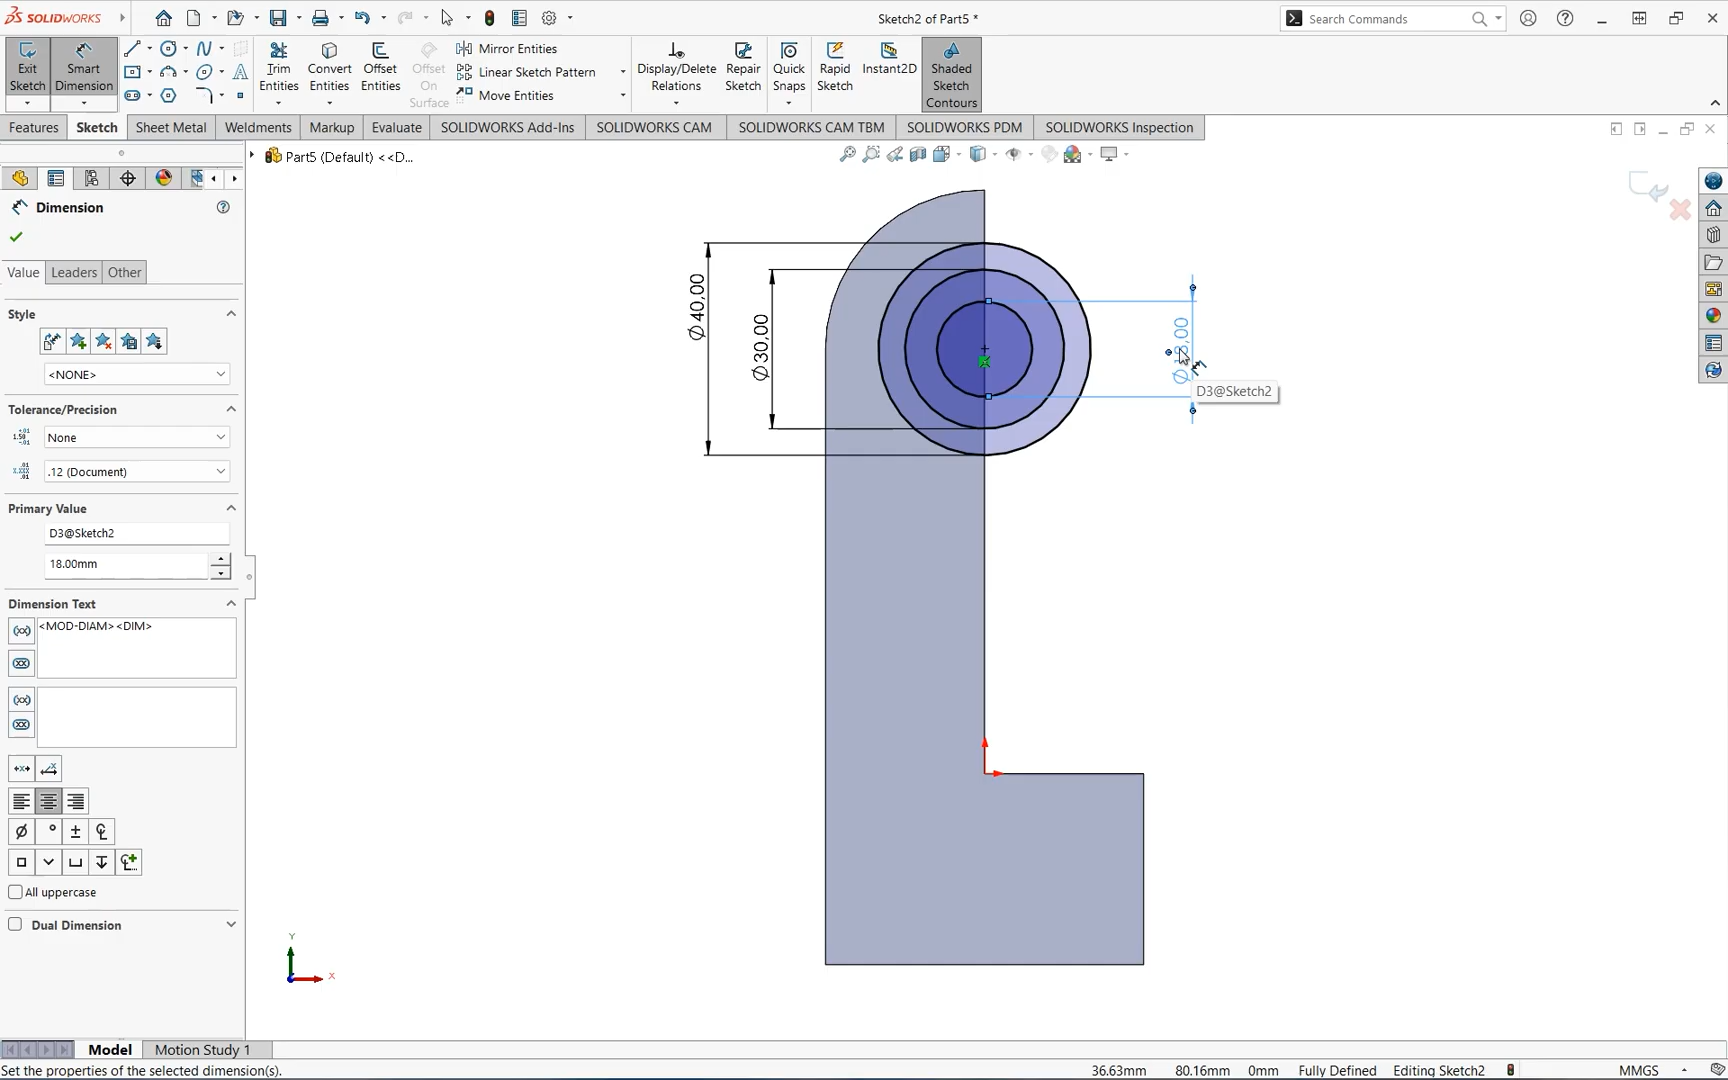 SOLIDWORKS
Sketch2 of Part5 *
Search Commands
Exit Sketch
Smart Dimension
Trim Entities
Convert Entities
Offset Entities
Offset On Surface
Mirror Entities
Linear Sketch Pattern
Move Entities
Display/Delete Relations
Repair Sketch
Quick Snaps
Rapid Sketch
Instant2D
Shaded Sketch Contours
Features Sketch Sheet Metal Weldments Markup Evaluate SOLIDWORKS Add-Ins SOLIDWORKS CAM SOLIDWORKS CAM TBM SOLIDWORKS PDM SOLIDWORKS Inspection
Part5 (Default) <<D...
Dimension
Value Leaders Other
Style
<NONE>
Tolerance/Precision
None
.12 (Document)
Primary Value
D3@Sketch2
18.00mm
Dimension Text
<MOD-DIAM><DIM>
All uppercase
Dual Dimension
∅40,00
∅30,00
D3@Sketch2
Y
X
Model Motion Study 1
Set the properties of the selected dimension(s).
36.63mm 80.16mm 0mm Fully Defined Editing Sketch2 MMGS